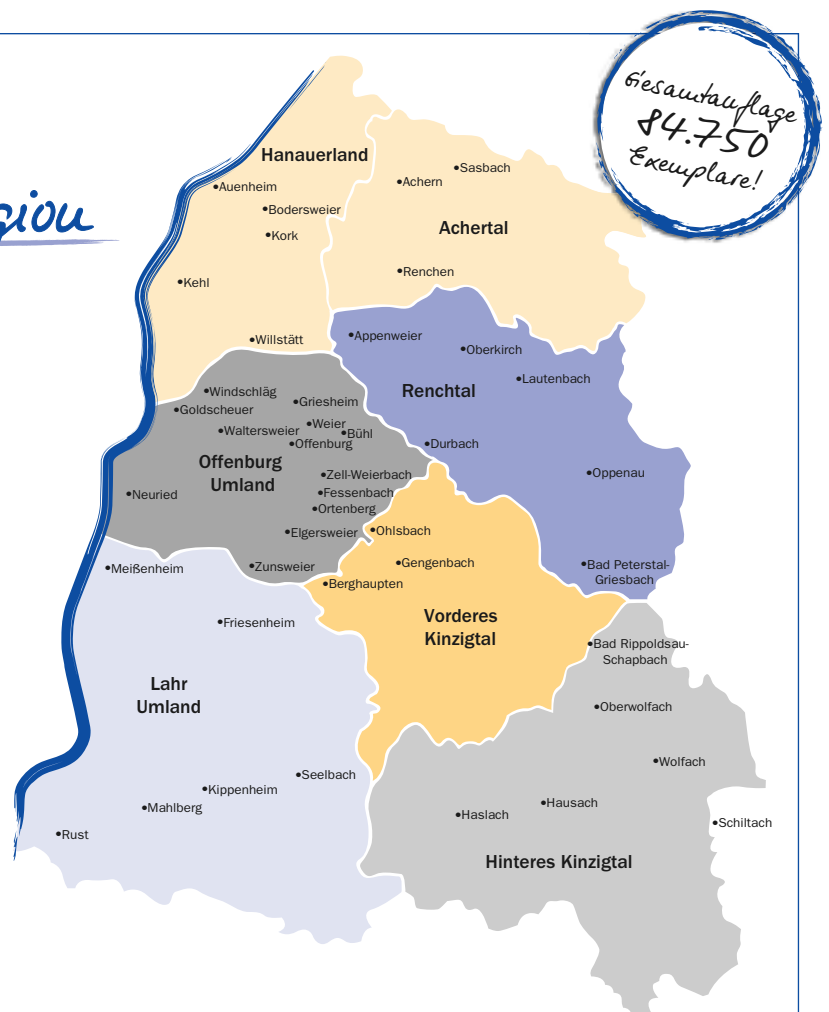 Gesamtauflage
84.750
Exemplare!
gion
Hanauerland
Auenheim
Bodersweier
Kork
Kehl
Willstätt
Sasbach
Achern
Achertal
Renchen
Appenweier
Oberkirch
Lautenbach
Renchtal
Durbach
Oppenau
Bad Peterstal-
Griesbach
Windschläg
Griesheim
Goldscheuer
Weier
Waltersweier
Bühl
Offenburg
Offenburg
Umland
Zell-Weierbach
Neuried
Fessenbach
Ortenberg
Elgersweier
Zunsweier
Ohlsbach
Gengenbach
Berghaupten
Vorderes
Kinzigtal
Meißenheim
Friesenheim
Lahr
Umland
Seelbach
Kippenheim
Mahlberg
Rust
Bad Rippoldsau-
Schapbach
Oberwolfach
Wolfach
Hausach
Haslach
Schiltach
Hinteres Kinzigtal